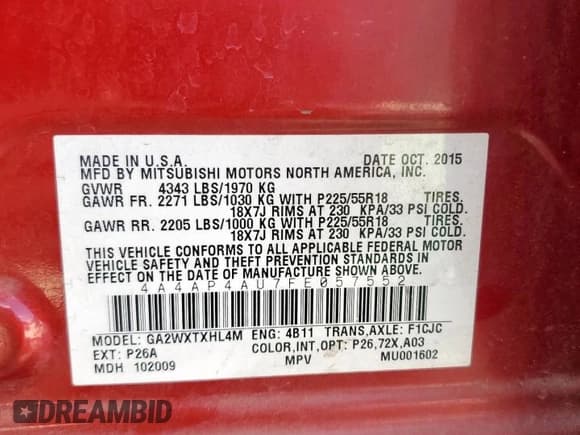 MADE IN U.S.A. DATE OCT. 2015
MFD BY MITSUBISHI MOTORS NORTH AMERICA, INC.
GVWR 4343 LBS/1970 KG
GAWR FR. 2271 LBS/1030 KG WITH P225/55R18 TIRES.
18X7J RIMS AT 230 KPA/33 PSI COLD.
GAWR RR. 2205 LBS/1000 KG WITH P225/55R18 TIRES.
18X7J RIMS AT 230 KPA/33 PSI COLD.
THIS VEHICLE CONFORMS TO ALL APPLICABLE FEDERAL MOTOR
VEHICLE SAFETY AND THEFT PREVENTION STANDARDS IN
EFFECT ON THE DATE OF MANUFACTURE SHOWN ABOVE.
4A4AP4AU7FE057552
MODEL: GA2WXTXHL4M ENG: 4B11 TRANS,AXLE: F1CJC
EXT: P26A COLOR,INT,OPT: P26,72X,A03
MDH 102009 MPV MU001602
DREAMBID